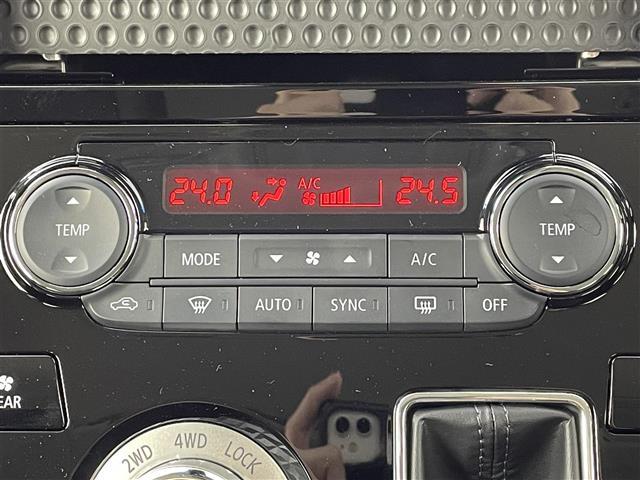 24.0 A/C 24.5
TEMP
TEMP
MODE A/C
AUTO SYNC OFF
EAR
2WD 4WD LOCK